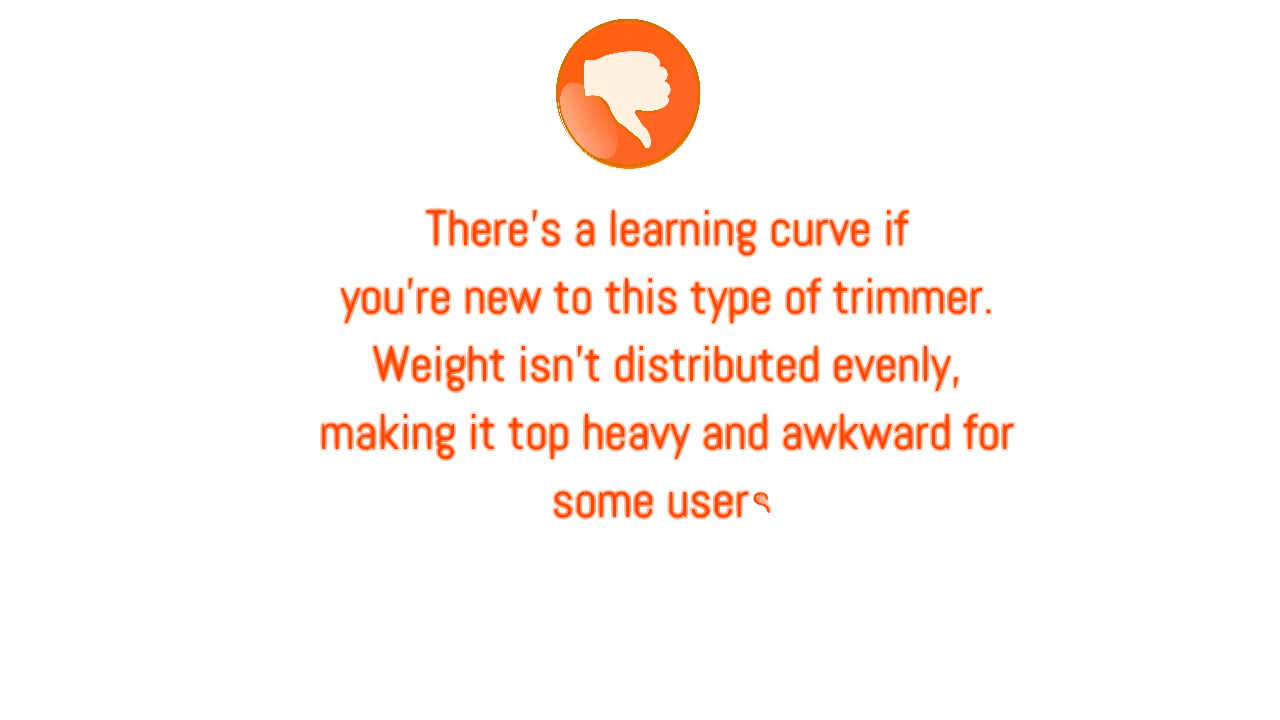 There's a learning curve if
you're new to this type of trimmer.
Weight isn't distributed evenly,
making it top heavy and awkward for
some user